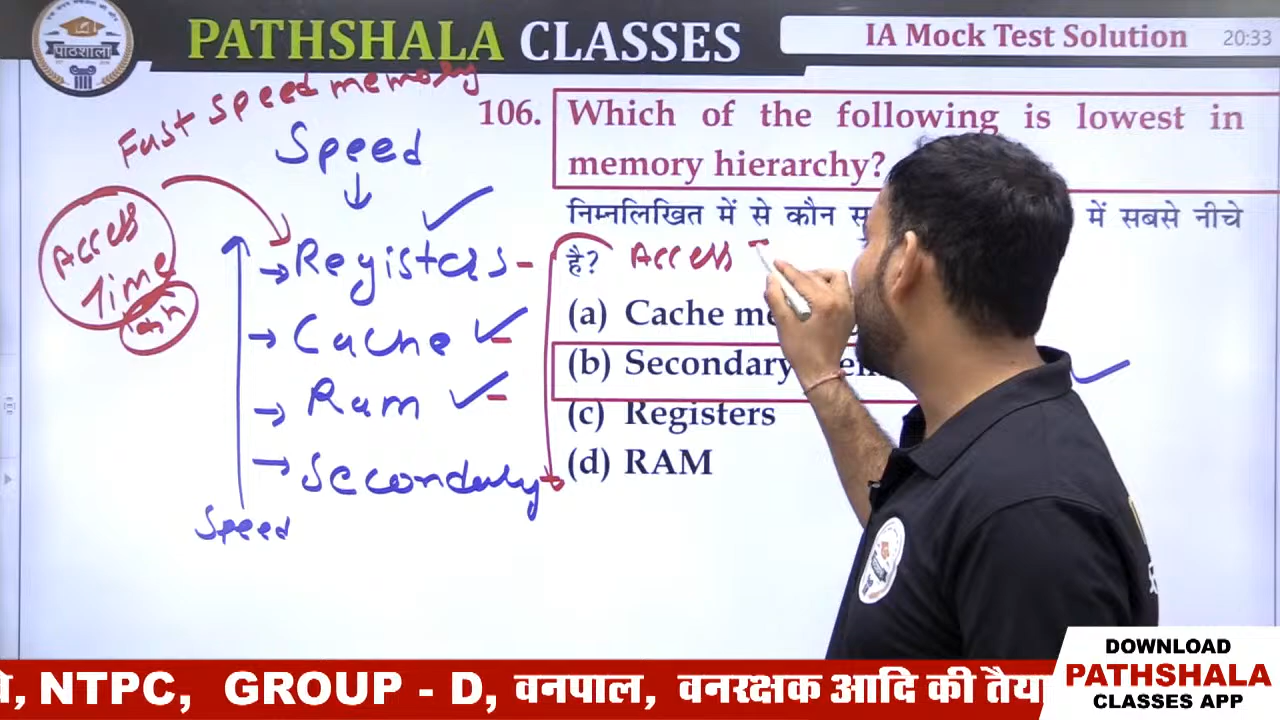 पाठशाला
PATHSHALA CLASSES
IA Mock Test Solution
20:33
Fast speed memory
Speed
Access
Time
Registers
Cache
Ram
Secondary
Speed
106. Which of the following is lowest in
memory hierarchy?
निम्नलिखित में से कौन में सबसे नीचे
है? Access
(a) Cache
(b) Secondary
(c) Registers
(d) RAM
NTPC, GROUP - D, वनपाल, वनरक्षक आदि की
DOWNLOAD
PATHSHALA
CLASSES APP